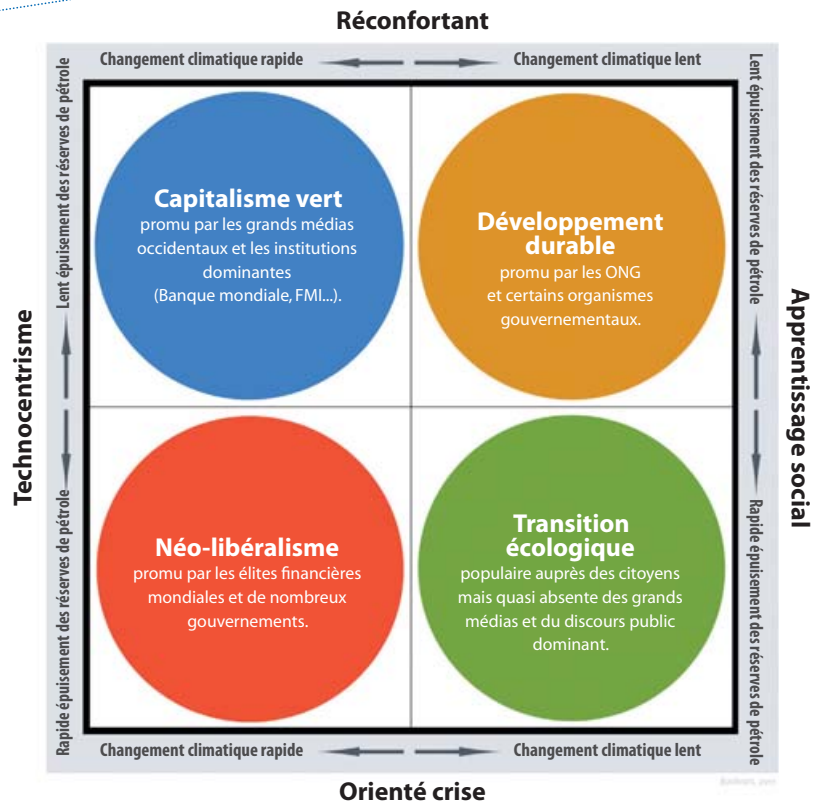 Réconfortant
Changement climatique rapide
Changement climatique lent
Lent épuisement des réserves de pétrole
Lent épuisement des réserves de pétrole
Capitalisme vert
promu par les grands médias
occidentaux et les institutions
dominantes
(Banque mondiale, FMI...).
Développement
durable
promu par les ONG
et certains organismes
gouvernementaux.
Technocentrisme
Apprentissage social
Néo-libéralisme
promu par les élites financières
mondiales et de nombreux
gouvernements.
Transition
écologique
populaire auprès des citoyens
mais quasi absente des grands
médias et du discours public
dominant.
Rapide épuisement des réserves de pétrole
Rapide épuisement des réserves de pétrole
Changement climatique rapide
Changement climatique lent
Orienté crise